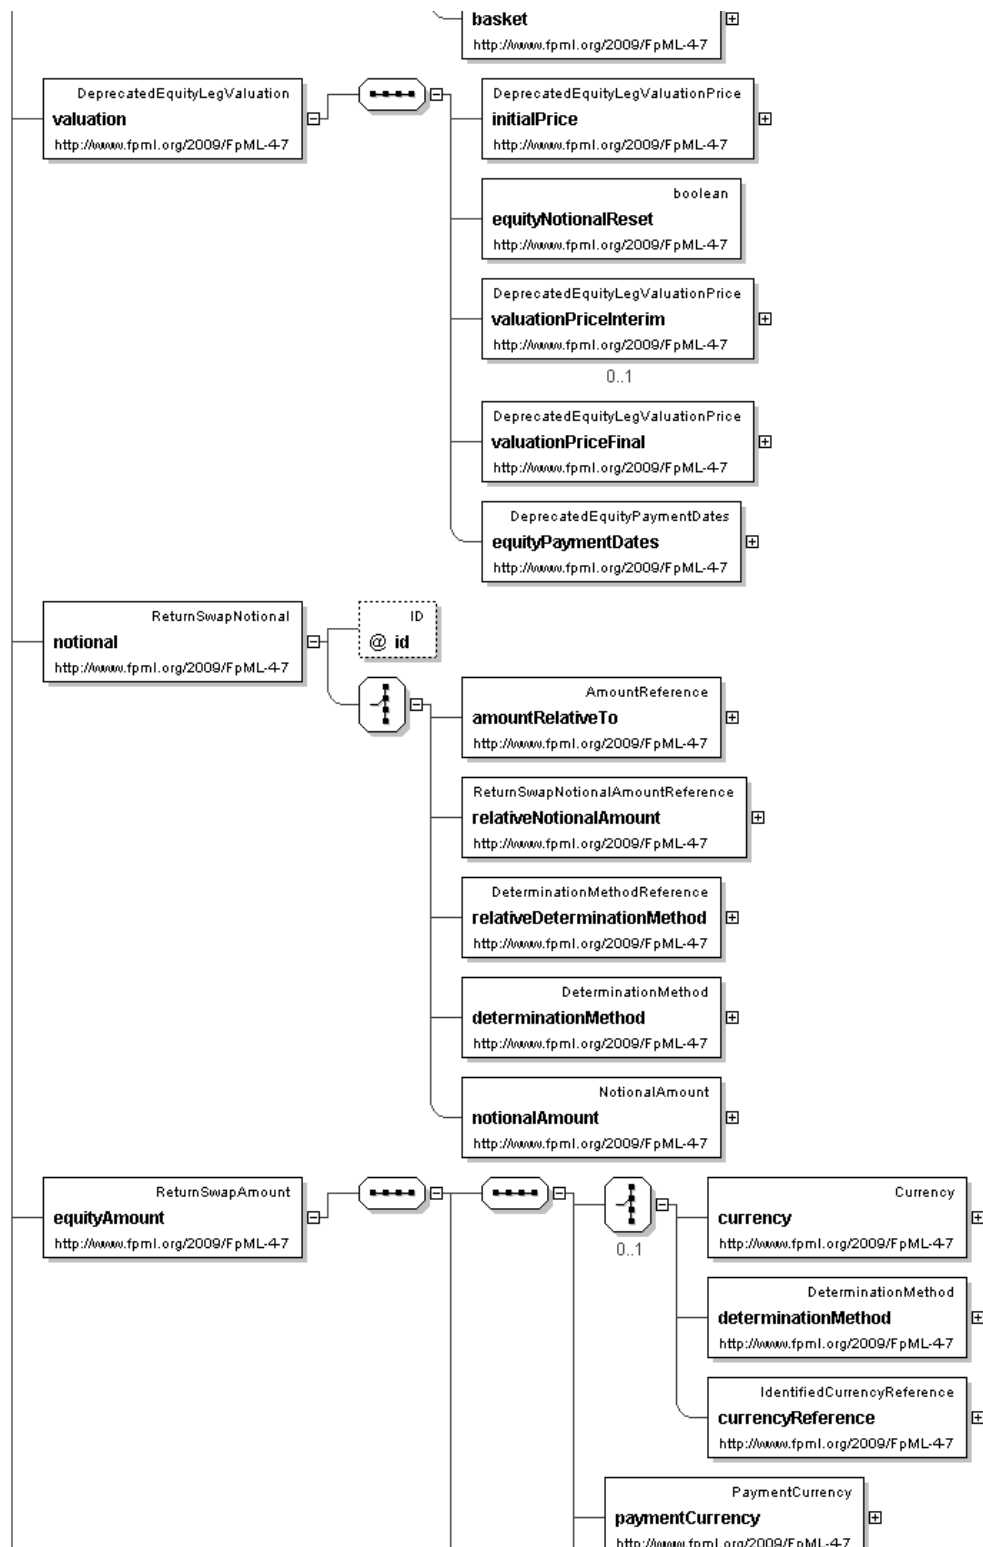 basket
http://www.fpml.org/2009/FpML-4-7
DeprecatedEquityLegValuation
valuation
http://www.fpml.org/2009/FpML-4-7
DeprecatedEquityLegValuationPrice
initialPrice
http://www.fpml.org/2009/FpML-4-7
boolean
equityNotionalReset
http://www.fpml.org/2009/FpML-4-7
DeprecatedEquityLegValuationPrice
valuationPriceInterim
http://www.fpml.org/2009/FpML-4-7
0..1
DeprecatedEquityLegValuationPrice
valuationPriceFinal
http://www.fpml.org/2009/FpML-4-7
DeprecatedEquityPaymentDates
equityPaymentDates
http://www.fpml.org/2009/FpML-4-7
ReturnSwapNotional
notional
http://www.fpml.org/2009/FpML-4-7
ID
@ id
AmountReference
amountRelativeTo
http://www.fpml.org/2009/FpML-4-7
ReturnSwapNotionalAmountReference
relativeNotionalAmount
http://www.fpml.org/2009/FpML-4-7
DeterminationMethodReference
relativeDeterminationMethod
http://www.fpml.org/2009/FpML-4-7
DeterminationMethod
determinationMethod
http://www.fpml.org/2009/FpML-4-7
NotionalAmount
notionalAmount
http://www.fpml.org/2009/FpML-4-7
ReturnSwapAmount
equityAmount
http://www.fpml.org/2009/FpML-4-7
0..1
Currency
currency
http://www.fpml.org/2009/FpML-4-7
DeterminationMethod
determinationMethod
http://www.fpml.org/2009/FpML-4-7
IdentifiedCurrencyReference
currencyReference
http://www.fpml.org/2009/FpML-4-7
PaymentCurrency
paymentCurrency
http://www.fpml.org/2009/FpML-4-7